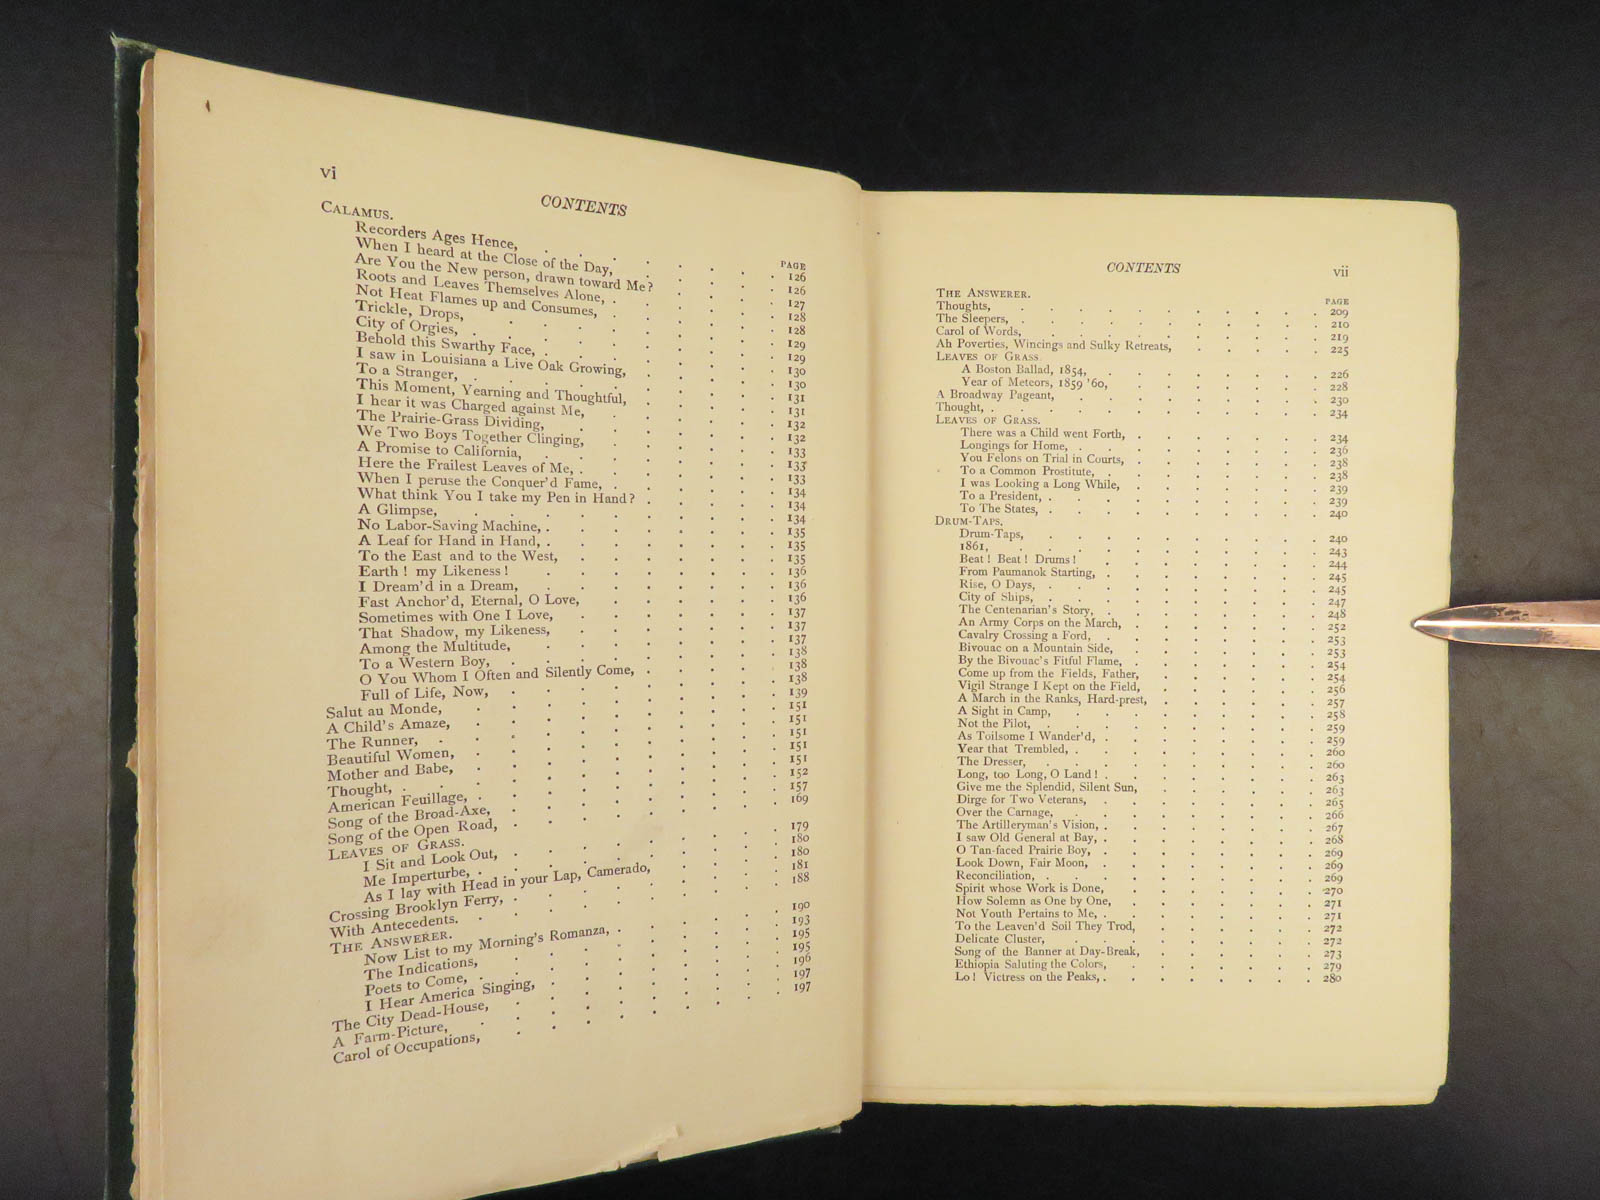 vi
CONTENTS
CALAMUS.
PAGE
Recorders Ages Hence, 126
When I heard at the Close of the Day, 126
Are You the New person, drawn toward Me? 127
Roots and Leaves Themselves Alone, 128
Not Heat Flames up and Consumes, 128
Trickle, Drops, 129
City of Orgies, 129
Behold this Swarthy Face, 130
I saw in Louisiana a Live Oak Growing, 130
To a Stranger, 131
This Moment, Yearning and Thoughtful, 131
I hear it was Charged against Me, 132
The Prairie-Grass Dividing, 132
We Two Boys Together Clinging, 133
A Promise to California, 133
Here the Frailest Leaves of Me, 133
When I peruse the Conquer'd Fame, 134
What think You I take my Pen in Hand? 134
A Glimpse, 134
No Labor-Saving Machine, 135
A Leaf for Hand in Hand, 135
To the East and to the West, 135
Earth! my Likeness! 136
I Dream'd in a Dream, 136
Fast Anchor'd, Eternal, O Love, 136
Sometimes with One I Love, 137
That Shadow, my Likeness, 137
Among the Multitude, 137
To a Western Boy, 138
O You Whom I Often and Silently Come, 138
Full of Life, Now, 138
Salut au Monde, 139
A Child's Amaze, 151
The Runner, 151
Beautiful Women, 151
Mother and Babe, 151
Thought, 151
American Feuillage, 152
Song of the Broad-Axe, 157
Song of the Open Road, 169
LEAVES OF GRASS.
I Sit and Look Out, 179
Me Imperturbe, 180
As I lay with Head in your Lap, Camerado, 180
Crossing Brooklyn Ferry, 181
With Antecedents. 188
THE ANSWERER.
Now List to my Morning's Romanza, 190
The Indications, 193
Poets to Come, 195
I Hear America Singing, 195
The City Dead-House, 196
A Farm-Picture, 197
Carol of Occupations, 197
CONTENTS vii
THE ANSWERER.
PAGE
Thoughts, 209
The Sleepers, 210
Carol of Words, 219
Ah Poverties, Wincings and Sulky Retreats, 225
LEAVES OF GRASS
A Boston Ballad, 1854, 226
Year of Meteors, 1859 '60, 228
A Broadway Pageant, 230
Thought, 234
LEAVES OF GRASS.
There was a Child went Forth, 234
Longings for Home, 236
You Felons on Trial in Courts, 238
To a Common Prostitute, 238
I was Looking a Long While, 239
To a President, 239
To The States, 240
DRUM-TAPS.
Drum-Taps, 240
1861, 243
Beat! Beat! Drums! 244
From Paumanok Starting, 245
Rise, O Days, 245
City of Ships, 247
The Centenarian's Story, 248
An Army Corps on the March, 252
Cavalry Crossing a Ford, 253
Bivouac on a Mountain Side, 253
By the Bivouac's Fitful Flame, 254
Come up from the Fields, Father, 254
Vigil Strange I Kept on the Field, 256
A March in the Ranks, Hard-prest, 257
A Sight in Camp, 258
Not the Pilot, 259
As Toilsome I Wander'd, 259
Year that Trembled, 260
The Dresser, 260
Long, too Long, O Land! 263
Give me the Splendid, Silent Sun, 263
Dirge for Two Veterans, 265
Over the Carnage, 266
The Artilleryman's Vision, 267
I saw Old General at Bay, 268
O Tan-faced Prairie Boy, 269
Look Down, Fair Moon, 269
Reconciliation, 269
Spirit whose Work is Done, 270
How Solemn as One by One, 271
Not Youth Pertains to Me, 271
To the Leaven'd Soil They Trod, 272
Delicate Cluster, 272
Song of the Banner at Day-Break, 273
Ethiopia Saluting the Colors, 279
Lo! Victress on the Peaks, 280